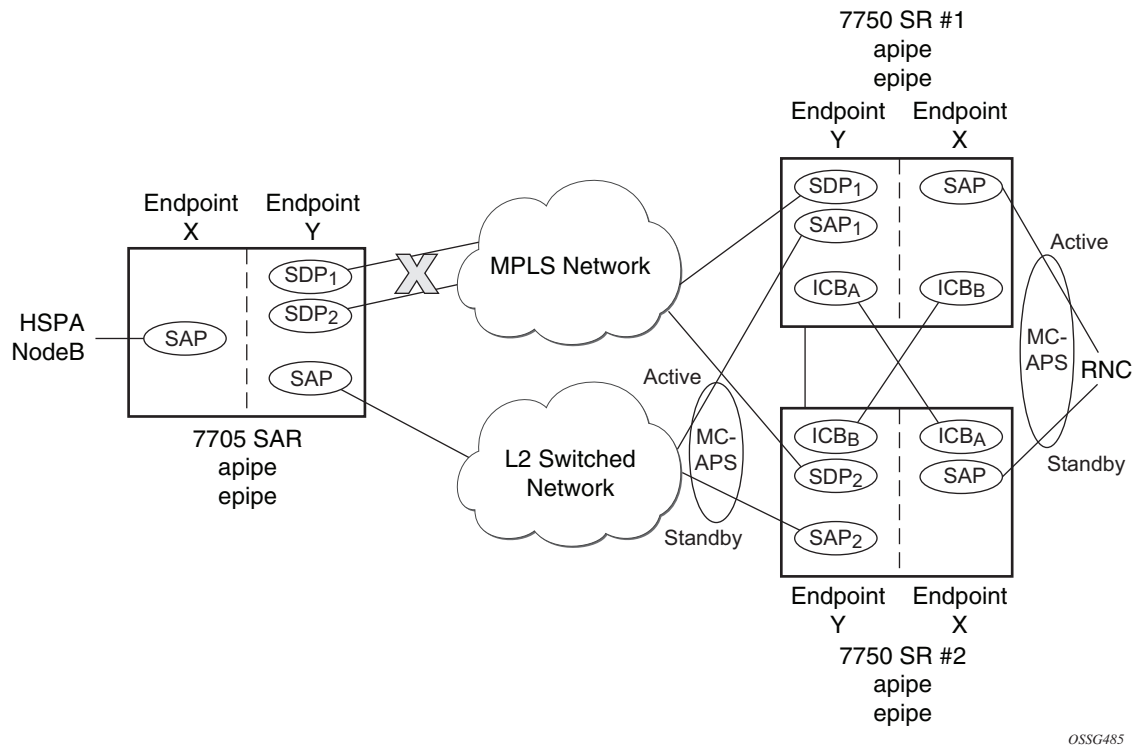 7750 SR #1
apipe
epipe
Endpoint
Y
Endpoint
X
SDP1
SAP1
ICBA
SAP
ICBB
Active
MC-
APS
RNC
Standby
Endpoint
X
Endpoint
Y
SDP1
SDP2
SAP
SAP
HSPA
NodeB
7705 SAR
apipe
epipe
X
MPLS Network
L2 Switched
Network
Active
MC-
APS
Standby
ICBB
SDP2
SAP2
ICBA
SAP
Endpoint
Y
Endpoint
X
7750 SR #2
apipe
epipe
OSSG485